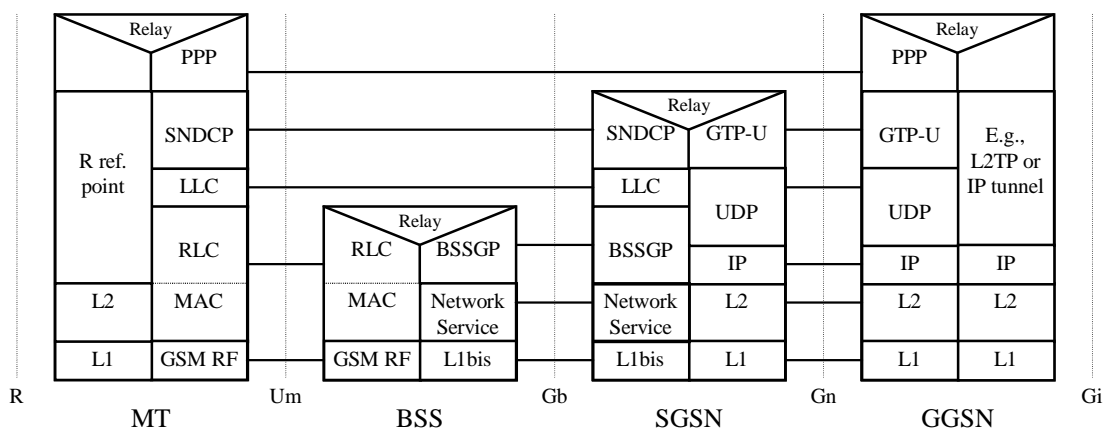 Relay
PPP
R ref.
point
SNDCP
LLC
RLC
L2
MAC
L1
GSM RF
Relay
RLC
BSSGP
MAC
Network
Service
GSM RF
L1bis
Relay
SNDCP
GTP-U
LLC
UDP
BSSGP
IP
Network
Service
L2
L1bis
L1
Relay
PPP
GTP-U
E.g.,
L2TP or
IP tunnel
UDP
IP
IP
L2
L2
L1
L1
R
Um
Gb
Gn
Gi
MT
BSS
SGSN
GGSN